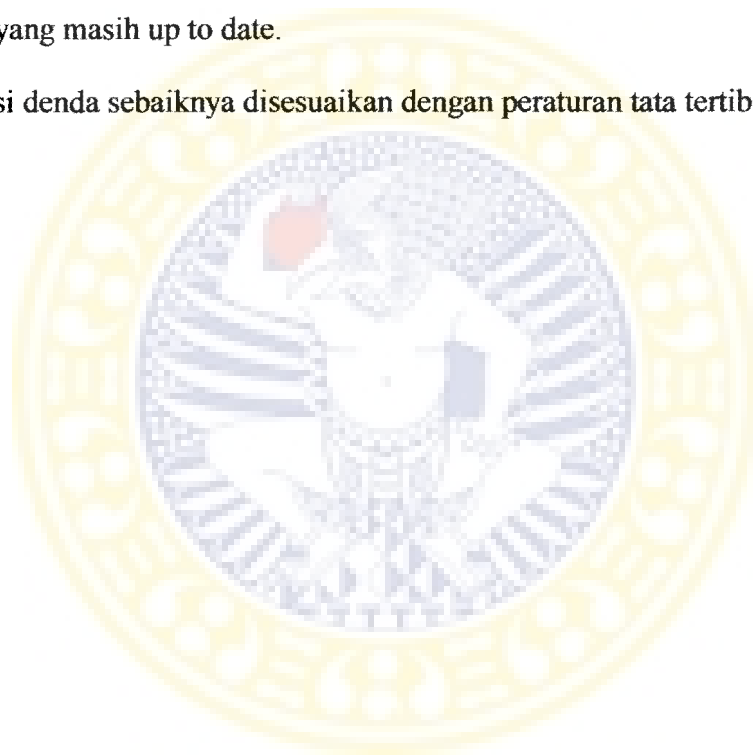 yang masih up to date.
si denda sebaiknya disesuaikan dengan peraturan tata tertib